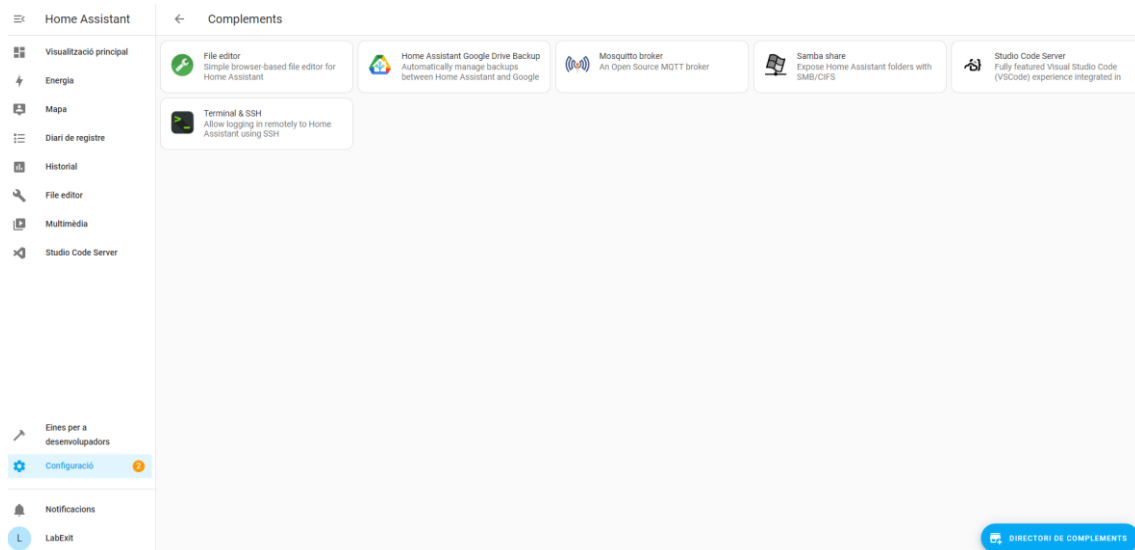 Home Assistant
Complements
Visualització principal
Energia
Mapa
Diari de registre
Historial
File editor
Multimèdia
Studio Code Server
Eines per a
desenvolupadors
Configuració
2
Notificacions
L
LabExit
File editor
Simple browser-based file editor for
Home Assistant
Home Assistant Google Drive Backup
Automatically manage backups
between Home Assistant and Google
Mosquitto broker
An Open Source MQTT broker
Samba share
Expose Home Assistant folders with
SMB/CIFS
Studio Code Server
Fully featured Visual Studio Code
(VSCode) experience integrated in
Terminal & SSH
Allow logging in remotely to Home
Assistant using SSH
DIRECTORI DE COMPLEMENTS